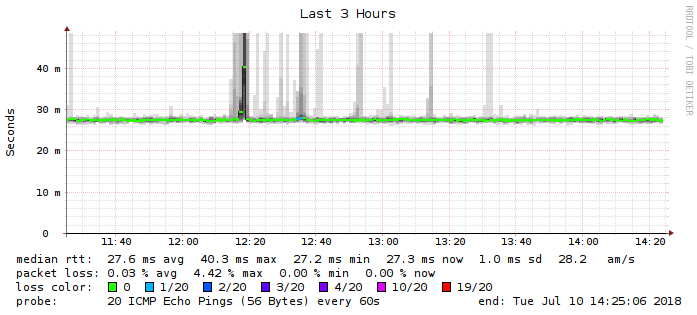 Last 3 Hours
RRDTOOL / TOBI OETIKER
Seconds
40 m
30 m
20 m
10 m
0
11:40 12:00 12:20 12:40 13:00 13:20 13:40 14:00 14:20
median rtt: 27.6 ms avg 40.3 ms max 27.2 ms min 27.3 ms now 1.0 ms sd 28.2 am/s
packet loss: 0.03 % avg 4.42 % max 0.00 % min 0.00 % now
loss color: 0 1/20 2/20 3/20 4/20 10/20 19/20
probe: 20 ICMP Echo Pings (56 Bytes) every 60s end: Tue Jul 10 14:25:06 2018